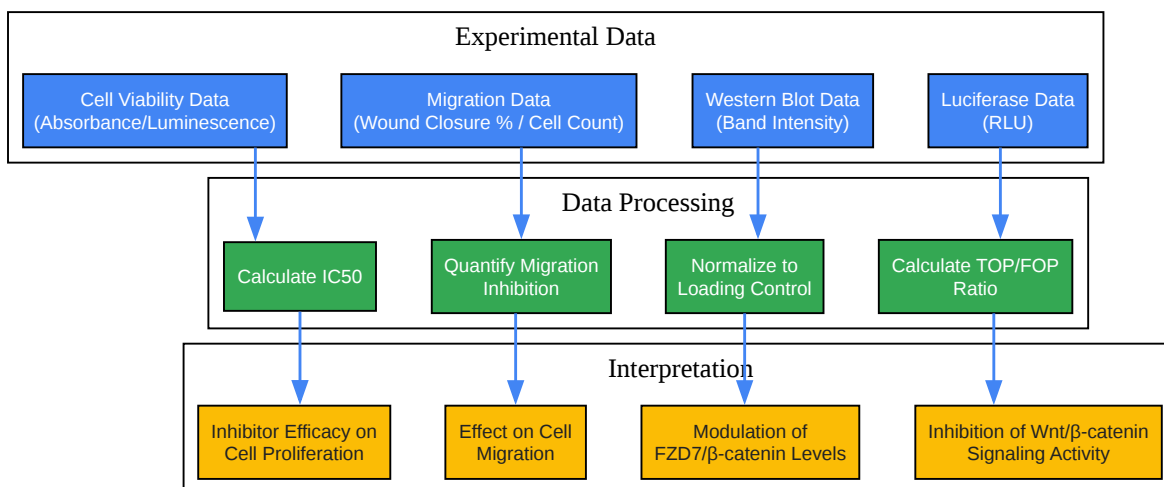 Experimental Data
Cell Viability Data
(Absorbance/Luminescence)
Migration Data
(Wound Closure % / Cell Count)
Western Blot Data
(Band Intensity)
Luciferase Data
(RLU)
Data Processing
Calculate IC50
Quantify Migration
Inhibition
Normalize to
Loading Control
Calculate TOP/FOP
Ratio
Interpretation
Inhibitor Efficacy on
Cell Proliferation
Effect on Cell
Migration
Modulation of
FZD7/β-catenin Levels
Inhibition of Wnt/β-catenin
Signaling Activity